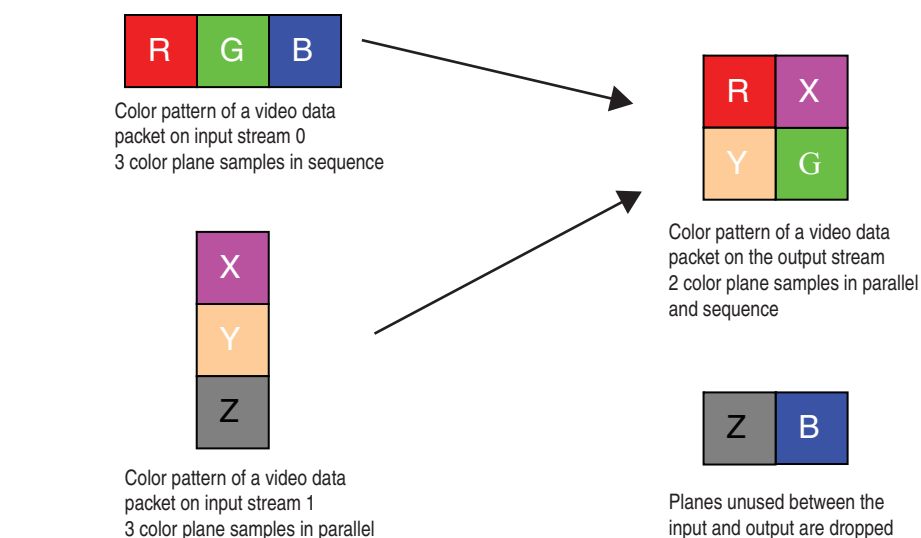 R G B
Color pattern of a video data
packet on input stream 0
3 color plane samples in sequence
X
Y
Z
Color pattern of a video data
packet on input stream 1
3 color plane samples in parallel
R X
Y G
Color pattern of a video data
packet on the output stream
2 color plane samples in parallel
and sequence
Z B
Planes unused between the
input and output are dropped